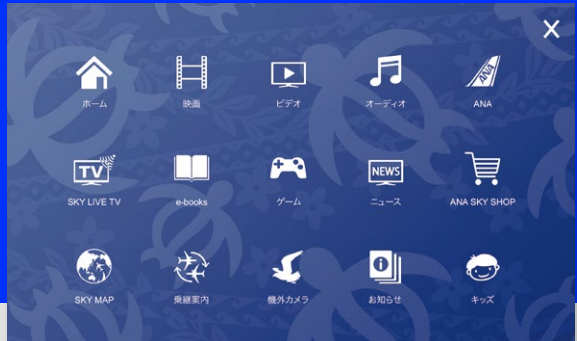 ホーム
映画
ビデオ
オーディオ
ANA
ANA
TV
SKY LIVE TV
e-books
ゲーム
NEWS
ニュース
ANA SKY SHOP
SKY MAP
乗継案内
機外カメラ
i
お知らせ
キッズ